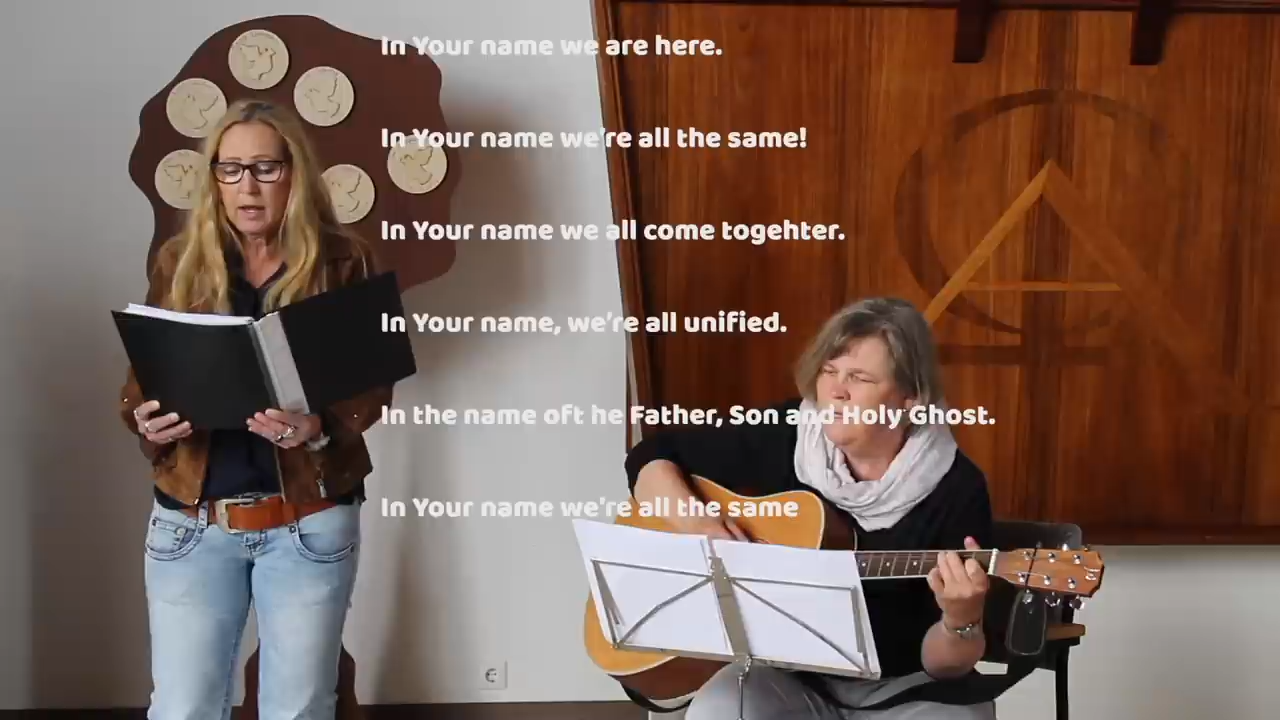 In Your name we are here.
In Your name we're all the same!
In Your name we all come togehter.
In Your name, we're all unified.
In the name oft he Father, Son and Holy Ghost.
In Your name we're all the same